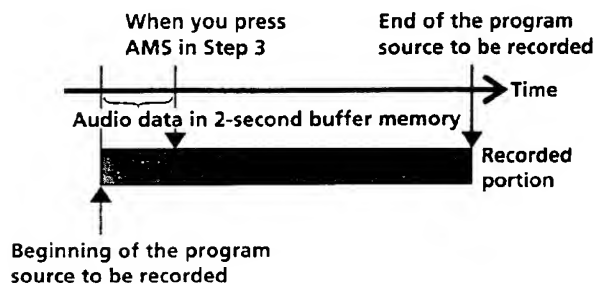 When you press
AMS in Step 3
End of the program
source to be recorded
Time
Audio data in 2-second buffer memory
Recorded
portion
Beginning of the program
source to be recorded